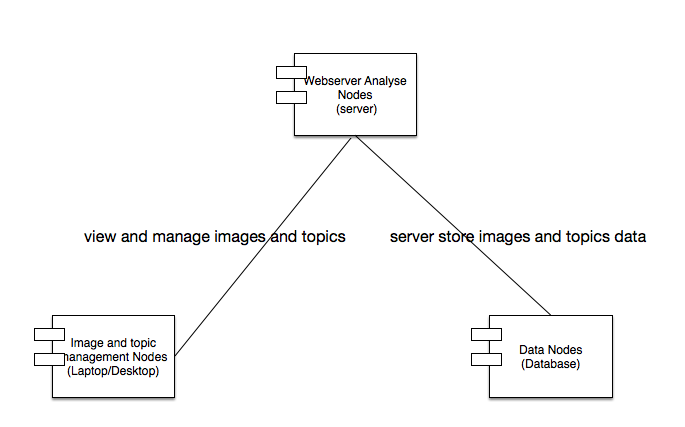 Webserver Analyse
Nodes
(server)
view and manage images and topics
server store images and topics data
Image and topic
management Nodes
(Laptop/Desktop)
Data Nodes
(Database)